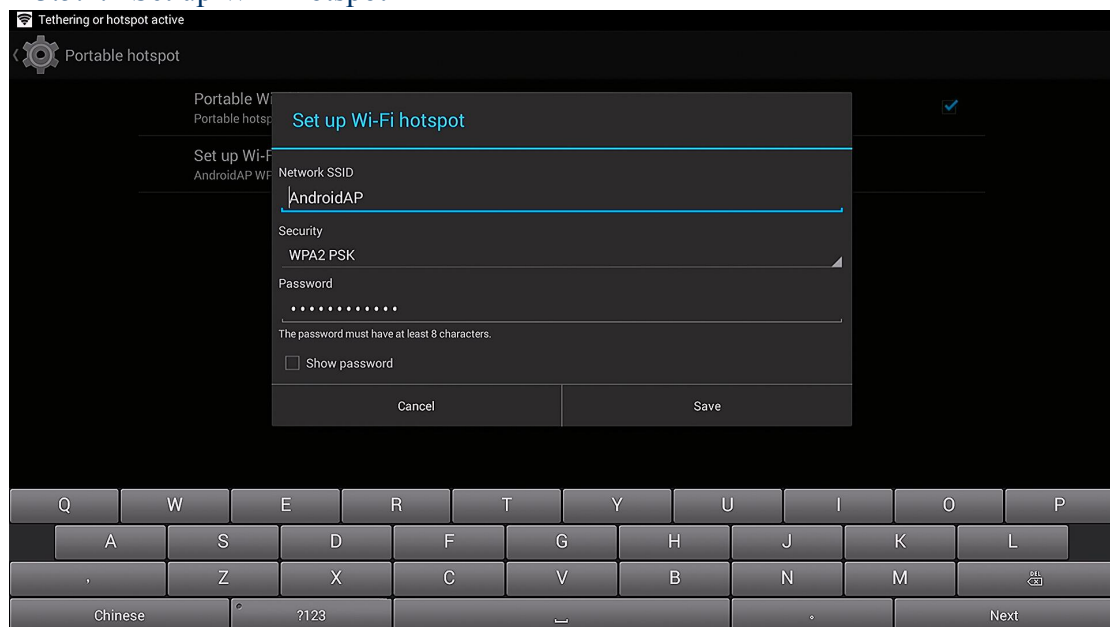 Tethering or hotspot active
Portable hotspot
Portable Wi
Portable hotsp
Set up Wi-F
AndroidAP WP
Set up Wi-Fi hotspot
Network SSID
AndroidAP
Security
WPA2 PSK
Password
••••••••••••
The password must have at least 8 characters.
Show password
Cancel Save
Q W E R T Y U I O P
A S D F G H J K L
, Z X C V B N M DEL
Chinese ?123 Next